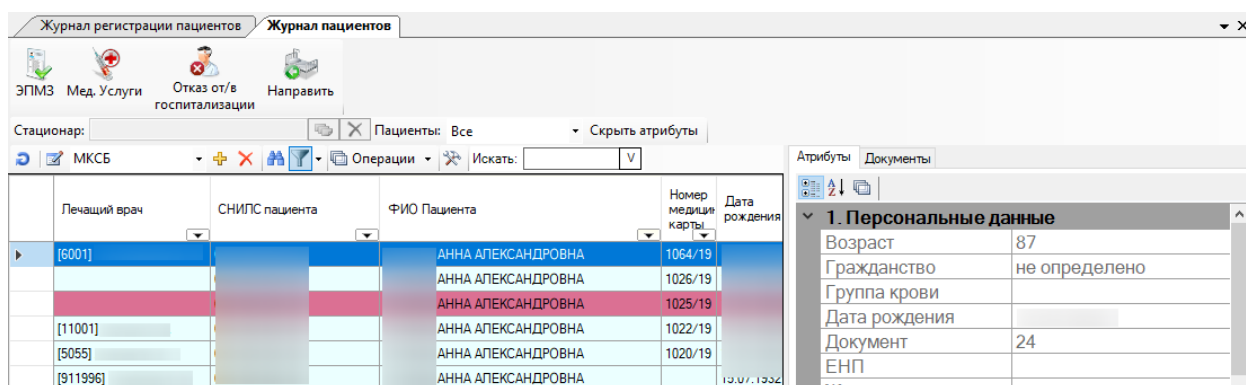 Журнал регистрации пациентов Журнал пациентов
ЭПМЗ Мед. Услуги Отказ от/в госпитализации Направить
Стационар: Пациенты: Все Скрыть атрибуты
МКСБ Операции Искать: V
Атрибуты Документы
Лечащий врач СНИЛС пациента ФИО Пациента Номер медицин карты Дата рождения
1. Персональные данные
[6001] АННА АЛЕКСАНДРОВНА 1064/19
Возраст 87
АННА АЛЕКСАНДРОВНА 1026/19
Гражданство не определено
АННА АЛЕКСАНДРОВНА 1025/19
Группа крови
[11001] АННА АЛЕКСАНДРОВНА 1022/19
Дата рождения
[5055] АННА АЛЕКСАНДРОВНА 1020/19
Документ 24
[911996] АННА АЛЕКСАНДРОВНА
ЕНП